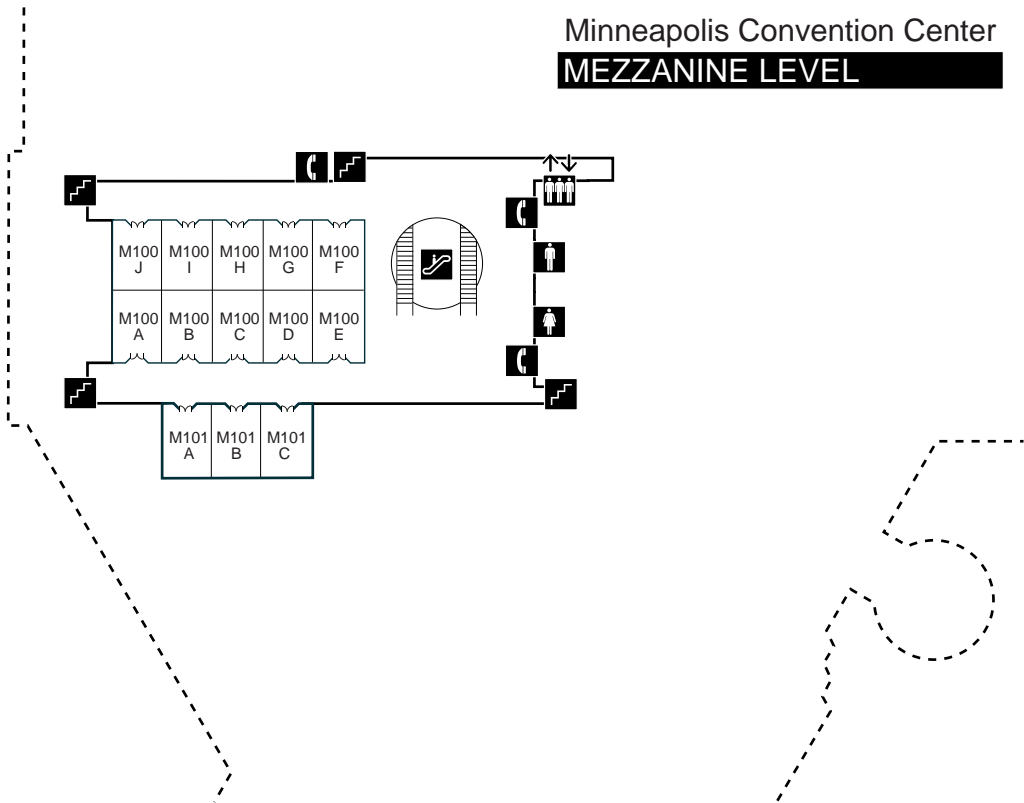 Minneapolis Convention Center
MEZZANINE LEVEL
M100
J
M100
I
M100
H
M100
G
M100
F
M100
A
M100
B
M100
C
M100
D
M100
E
M101
A
M101
B
M101
C